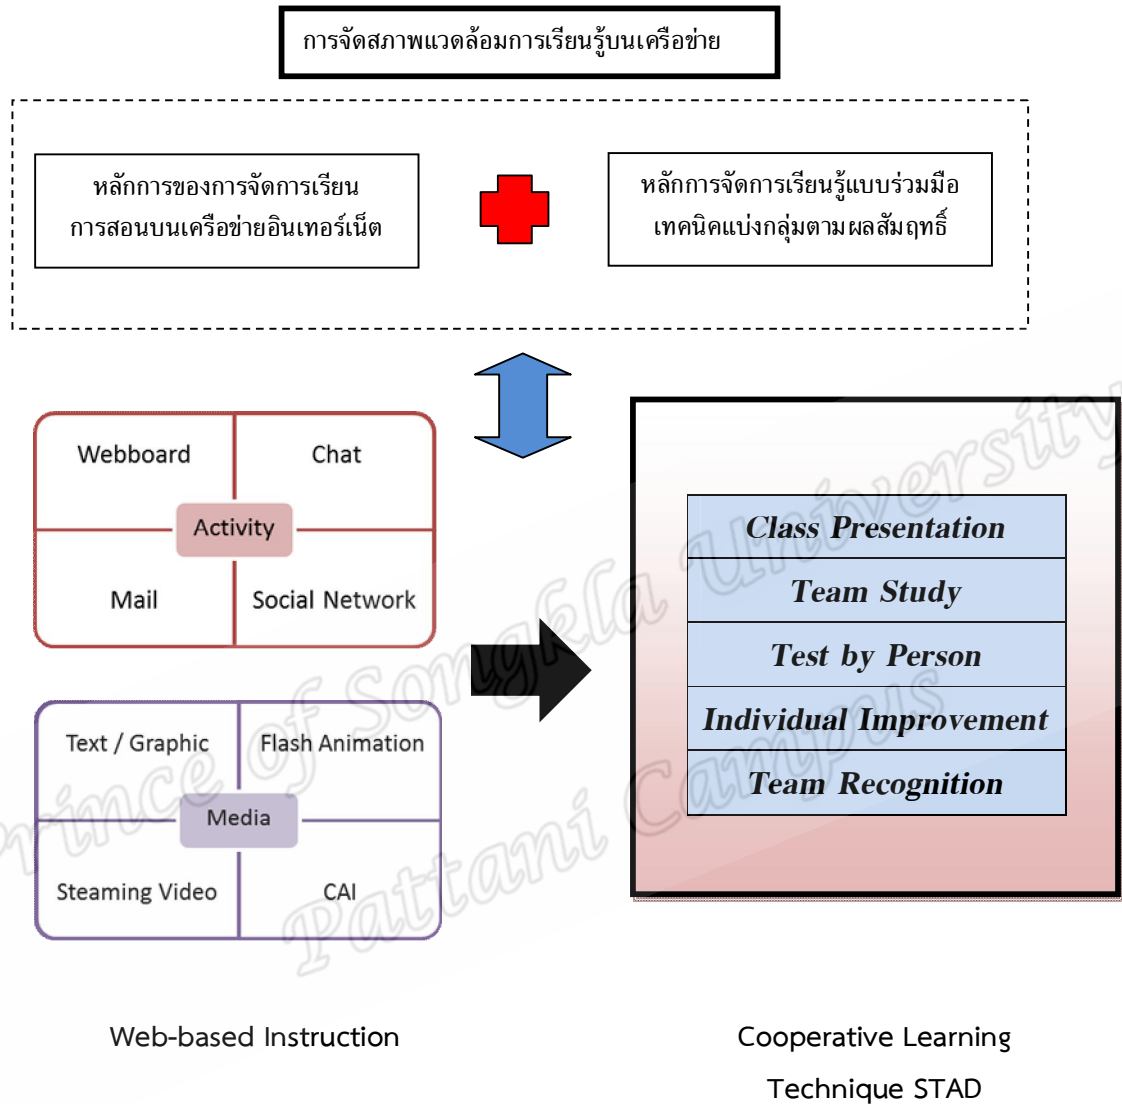 การจัดสภาพแวดล้อมการเรียนรู้บนเครือข่าย
หลักการของการจัดการเรียน
การสอนบนเครือข่ายอินเทอร์เน็ต
หลักการจัดการเรียนรู้แบบร่วมมือ
เทคนิคแบ่งกลุ่มตามผลสัมฤทธิ์
Webboard
Chat
Activity
Mail
Social Network
Text / Graphic
Flash Animation
Media
Steaming Video
CAI
Class Presentation
Team Study
Test by Person
Individual Improvement
Team Recognition
Web-based Instruction
Cooperative Learning
Technique STAD
Prince of Songkla University
Pattani Campus